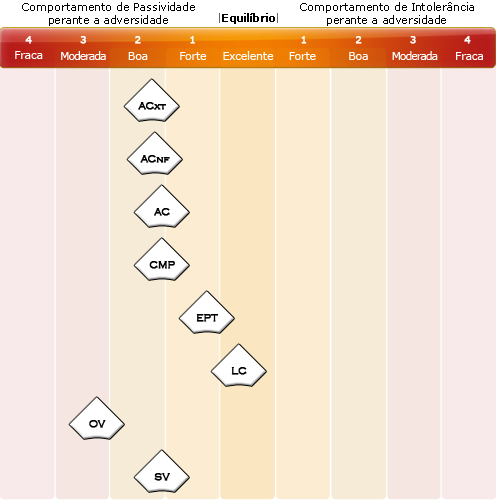 Comportamento de Passividade
perante a adversidade
|Equilíbrio|
Comportamento de Intolerância
perante a adversidade
4 3 2 1 1 2 3 4
Fraca Moderada Boa Forte Excelente Forte Boa Moderada Fraca
ACXT
ACNF
AC
CMP
EPT
LC
OV
SV